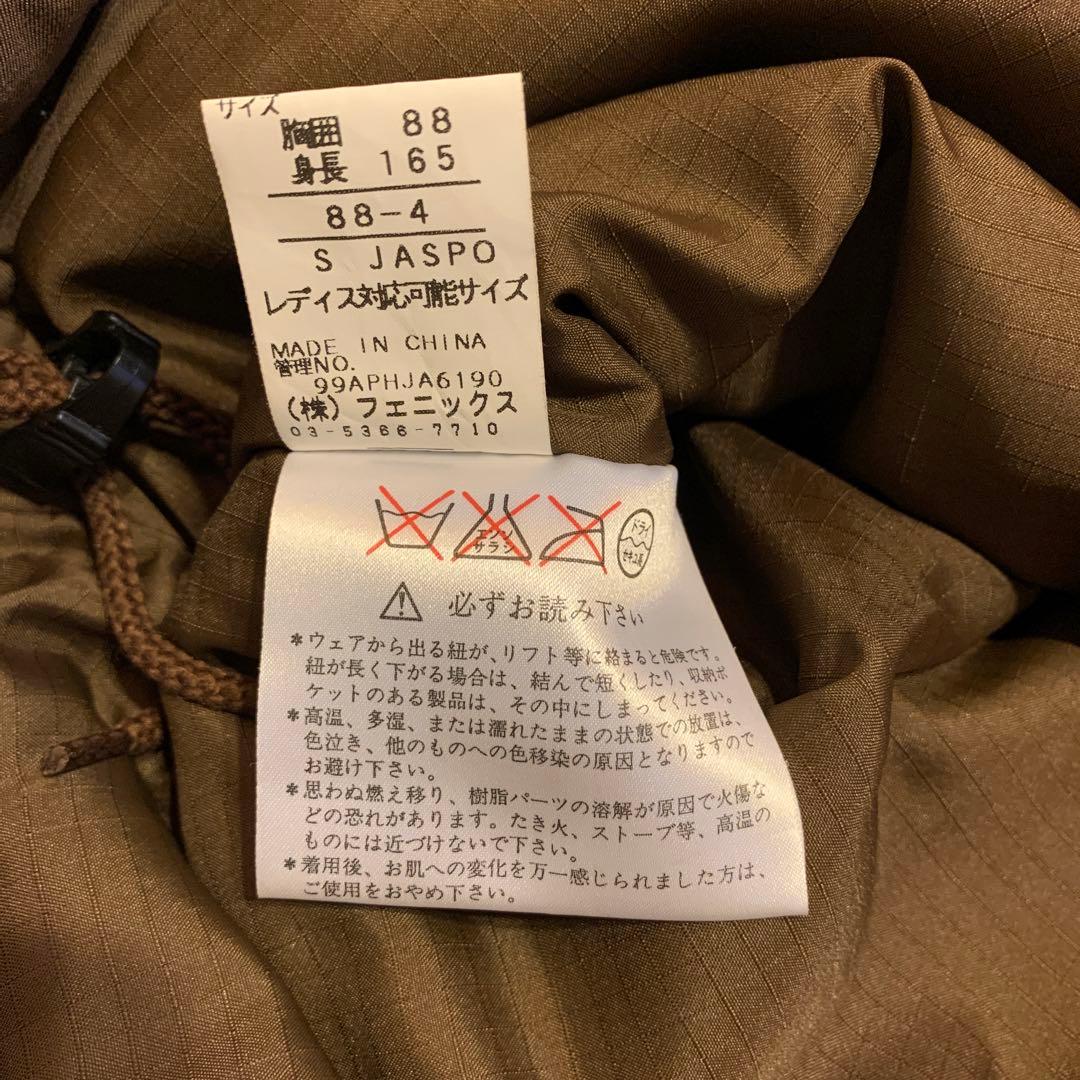 サイズ
胸囲 88
身長 165
88-4
S JASPO
レディス対応可能サイズ
MADE IN CHINA
管理NO.
99APHJA6190
(株)フェニックス
03-5366-7710
エンソ
サラシ
ドライ
セキユ系
必ずお読み下さい
*ウェアから出る紐が、リフト等に絡まると危険です。
紐が長く下がる場合は、結んで短くしたり、収納ポ
ケットのある製品は、その中にしまってください。
*高温、多湿、または濡れたままの状態での放置は、
色泣き、他のものへの色移染の原因となりますので
お避け下さい。
*思わぬ燃え移り、樹脂パーツの溶解が原因で火傷な
どの恐れがあります。たき火、ストーブ等、高温の
ものには近づけないで下さい。
*着用後、お肌への変化を万一感じられました方は、
ご使用をおやめ下さい。